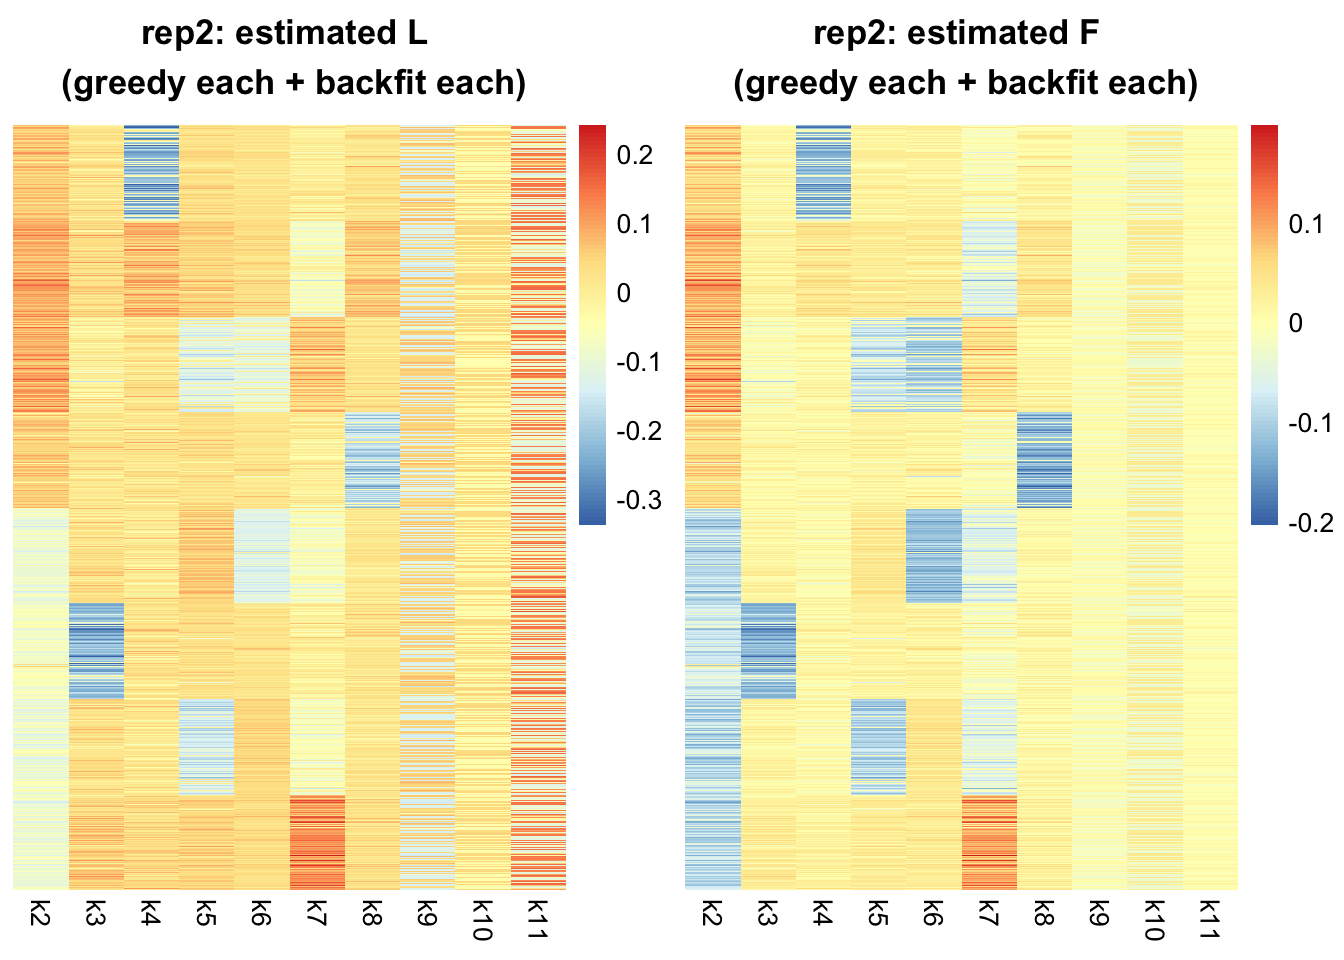 rep2: estimated L
(greedy each + backfit each)
0.2
0.1
0
-0.1
-0.2
-0.3
k2 k3 k4 k5 k6 k7 k8 k9 k10 k11
rep2: estimated F
(greedy each + backfit each)
0.1
0
-0.1
-0.2
k2 k3 k4 k5 k6 k7 k8 k9 k10 k11